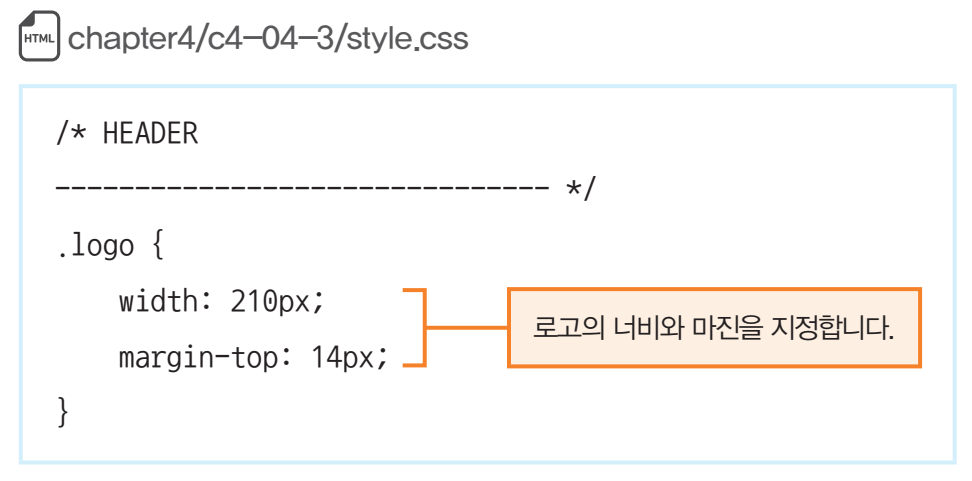 HTML chapter4/c4-04-3/style.css
/* HEADER
------------------------------- */
.logo {
    width: 210px;
    margin-top: 14px;
로고의 너비와 마진을 지정합니다.
}